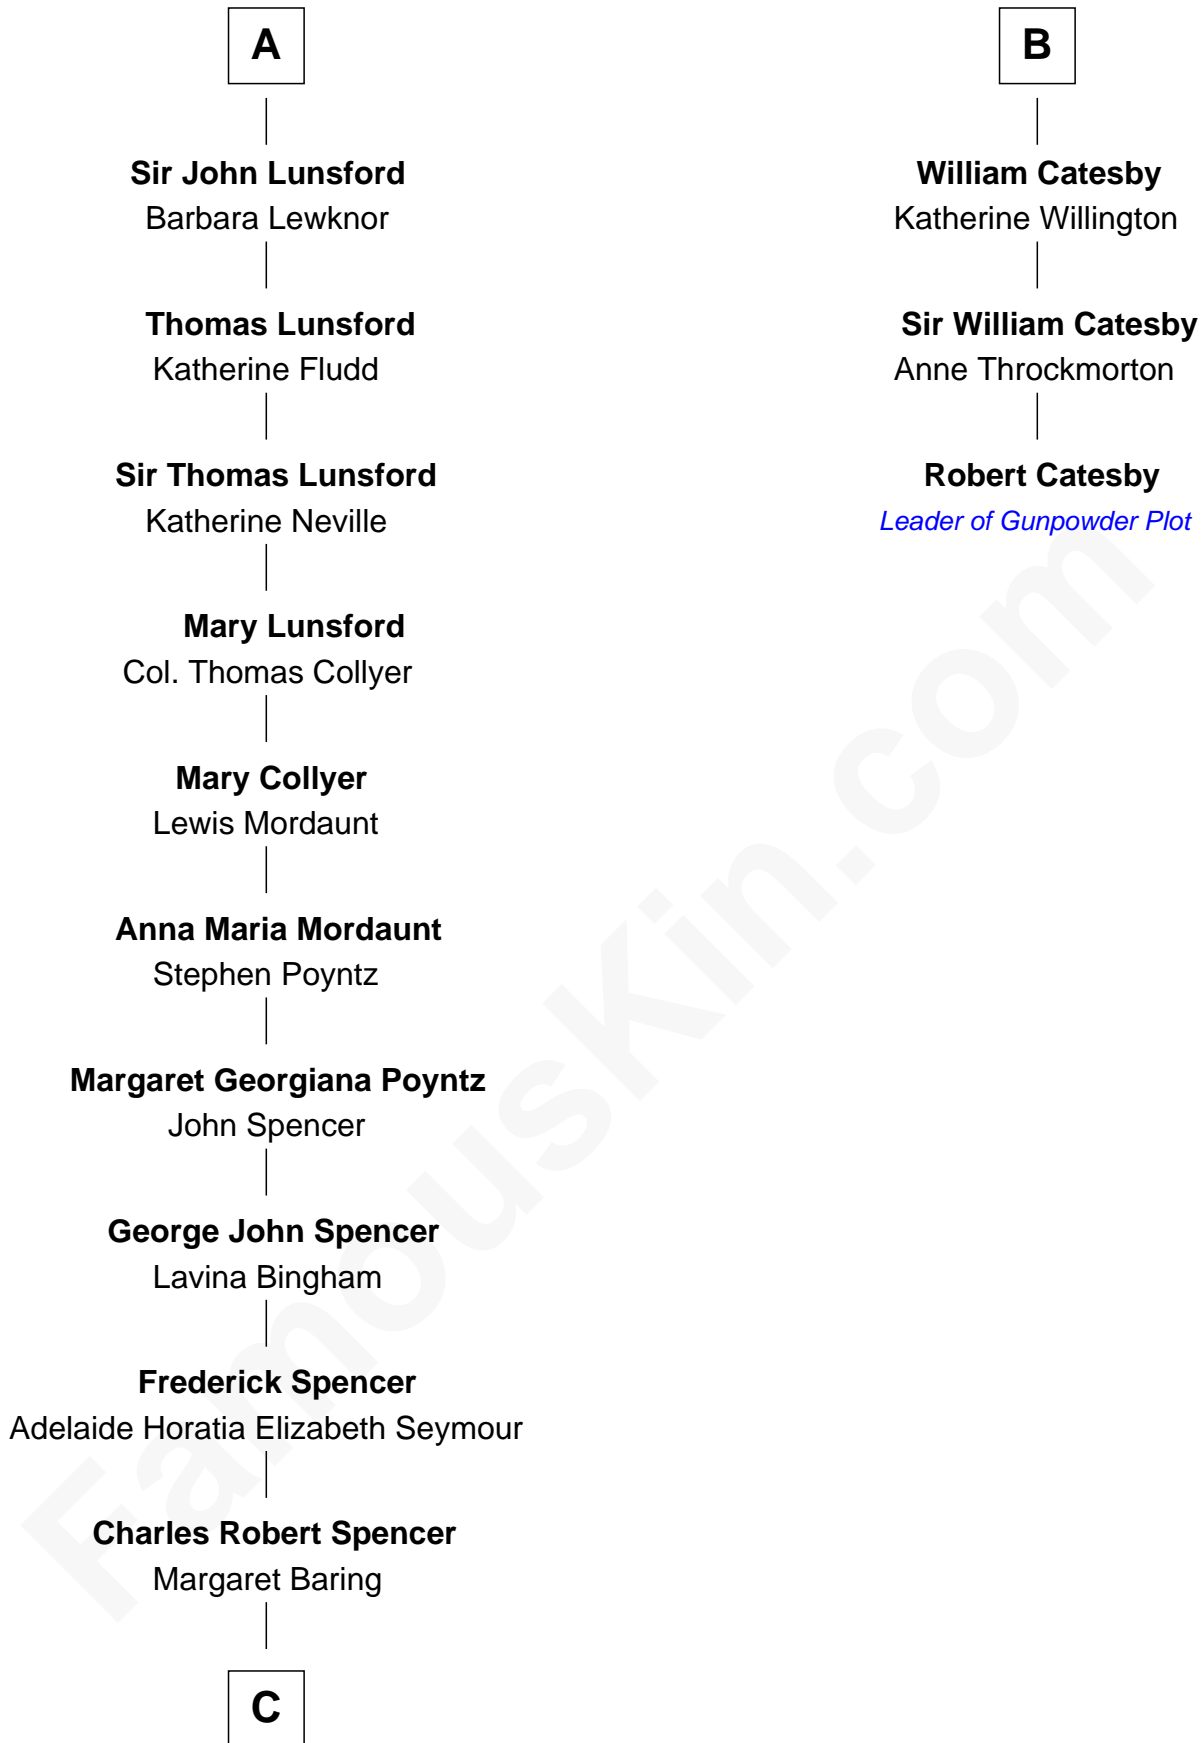 A
Sir John Lunsford
Barbara Lewknor
Thomas Lunsford
Katherine Fludd
Sir Thomas Lunsford
Katherine Neville
Mary Lunsford
Col. Thomas Collyer
Mary Collyer
Lewis Mordaunt
Anna Maria Mordaunt
Stephen Poyntz
Margaret Georgiana Poyntz
John Spencer
George John Spencer
Lavina Bingham
Frederick Spencer
Adelaide Horatia Elizabeth Seymour
Charles Robert Spencer
Margaret Baring
C
B
William Catesby
Katherine Willington
Sir William Catesby
Anne Throckmorton
Robert Catesby
Leader of Gunpowder Plot
FamousKin.com